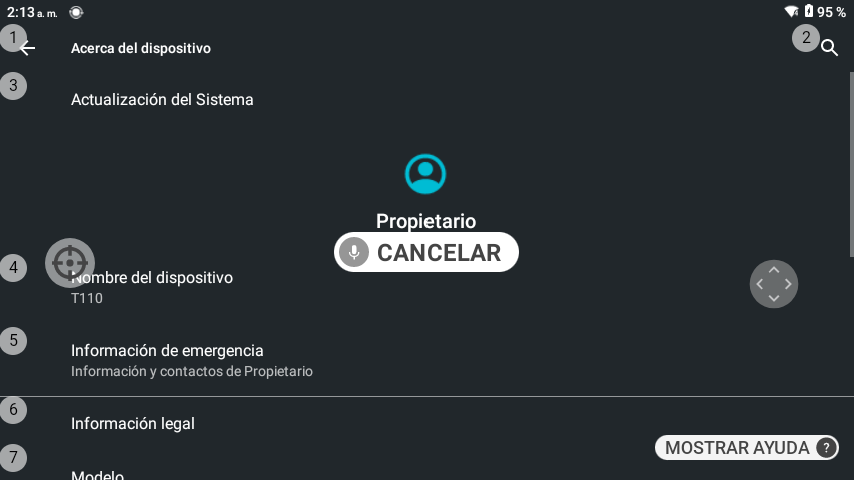 2:13 a. m.
95 %
1
Acerca del dispositivo
2
3
Actualización del Sistema
Propietario
CANCELAR
4
Nombre del dispositivo
T110
5
Información de emergencia
Información y contactos de Propietario
6
Información legal
MOSTRAR AYUDA ?
7
Modelo